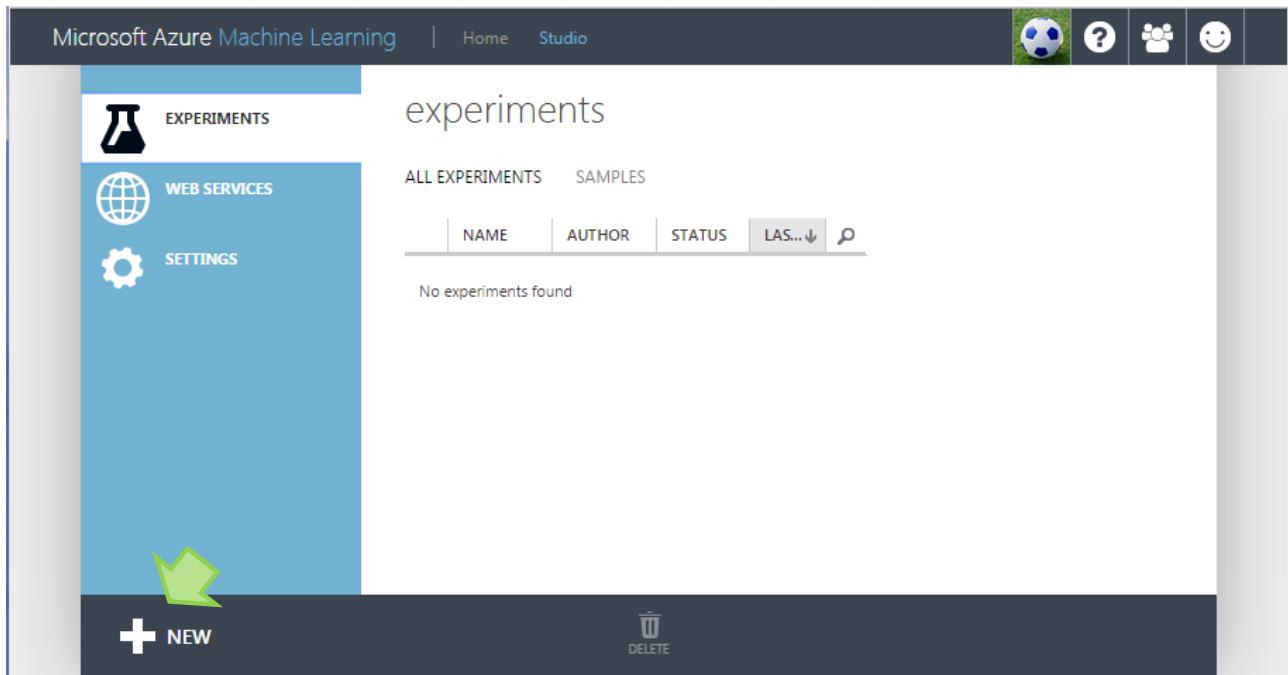 Microsoft Azure Machine Learning | Home Studio
EXPERIMENTS
WEB SERVICES
SETTINGS
experiments
ALL EXPERIMENTS SAMPLES
NAME AUTHOR STATUS LAS...
No experiments found
NEW
DELETE